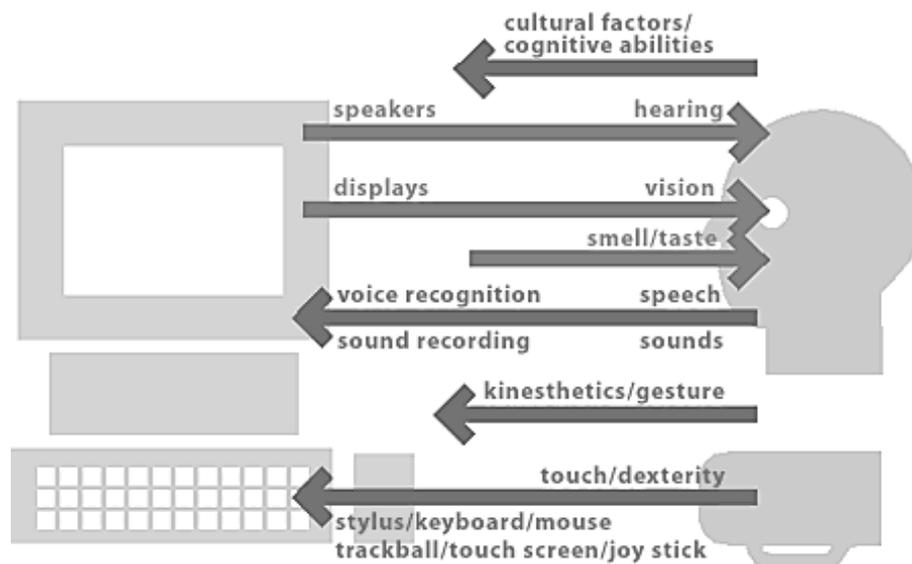 cultural factors/
cognitive abilities
speakers hearing
displays vision
smell/taste
voice recognition speech
sound recording sounds
kinesthetics/gesture
touch/dexterity
stylus/keyboard/mouse
trackball/touch screen/joy stick